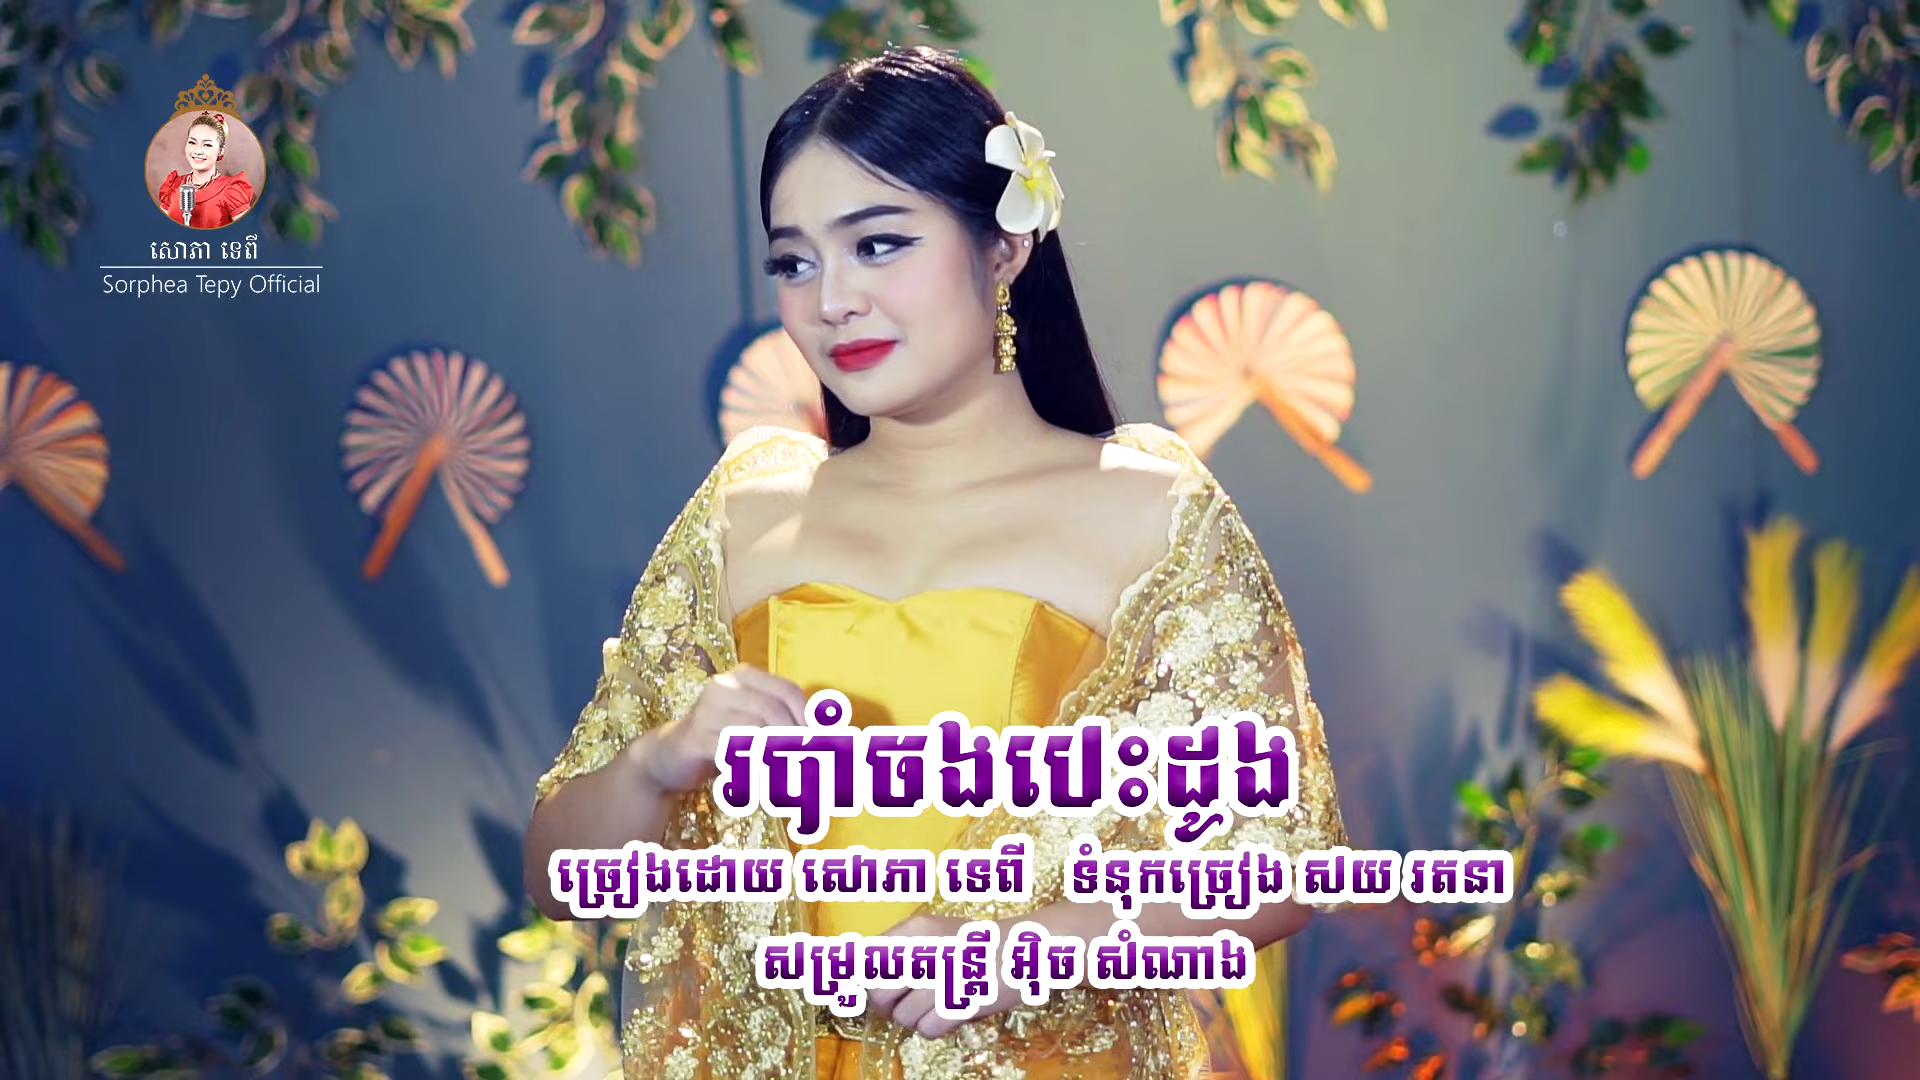 សោភា ទេពី
Sorphea Tepy Official
របាំចងបេះដូង
ច្រៀងដោយ សោភា ទេពី ទំនុកច្រៀង សយ រតនា
សម្រួលតន្ត្រី អ៊ិច សំណាង